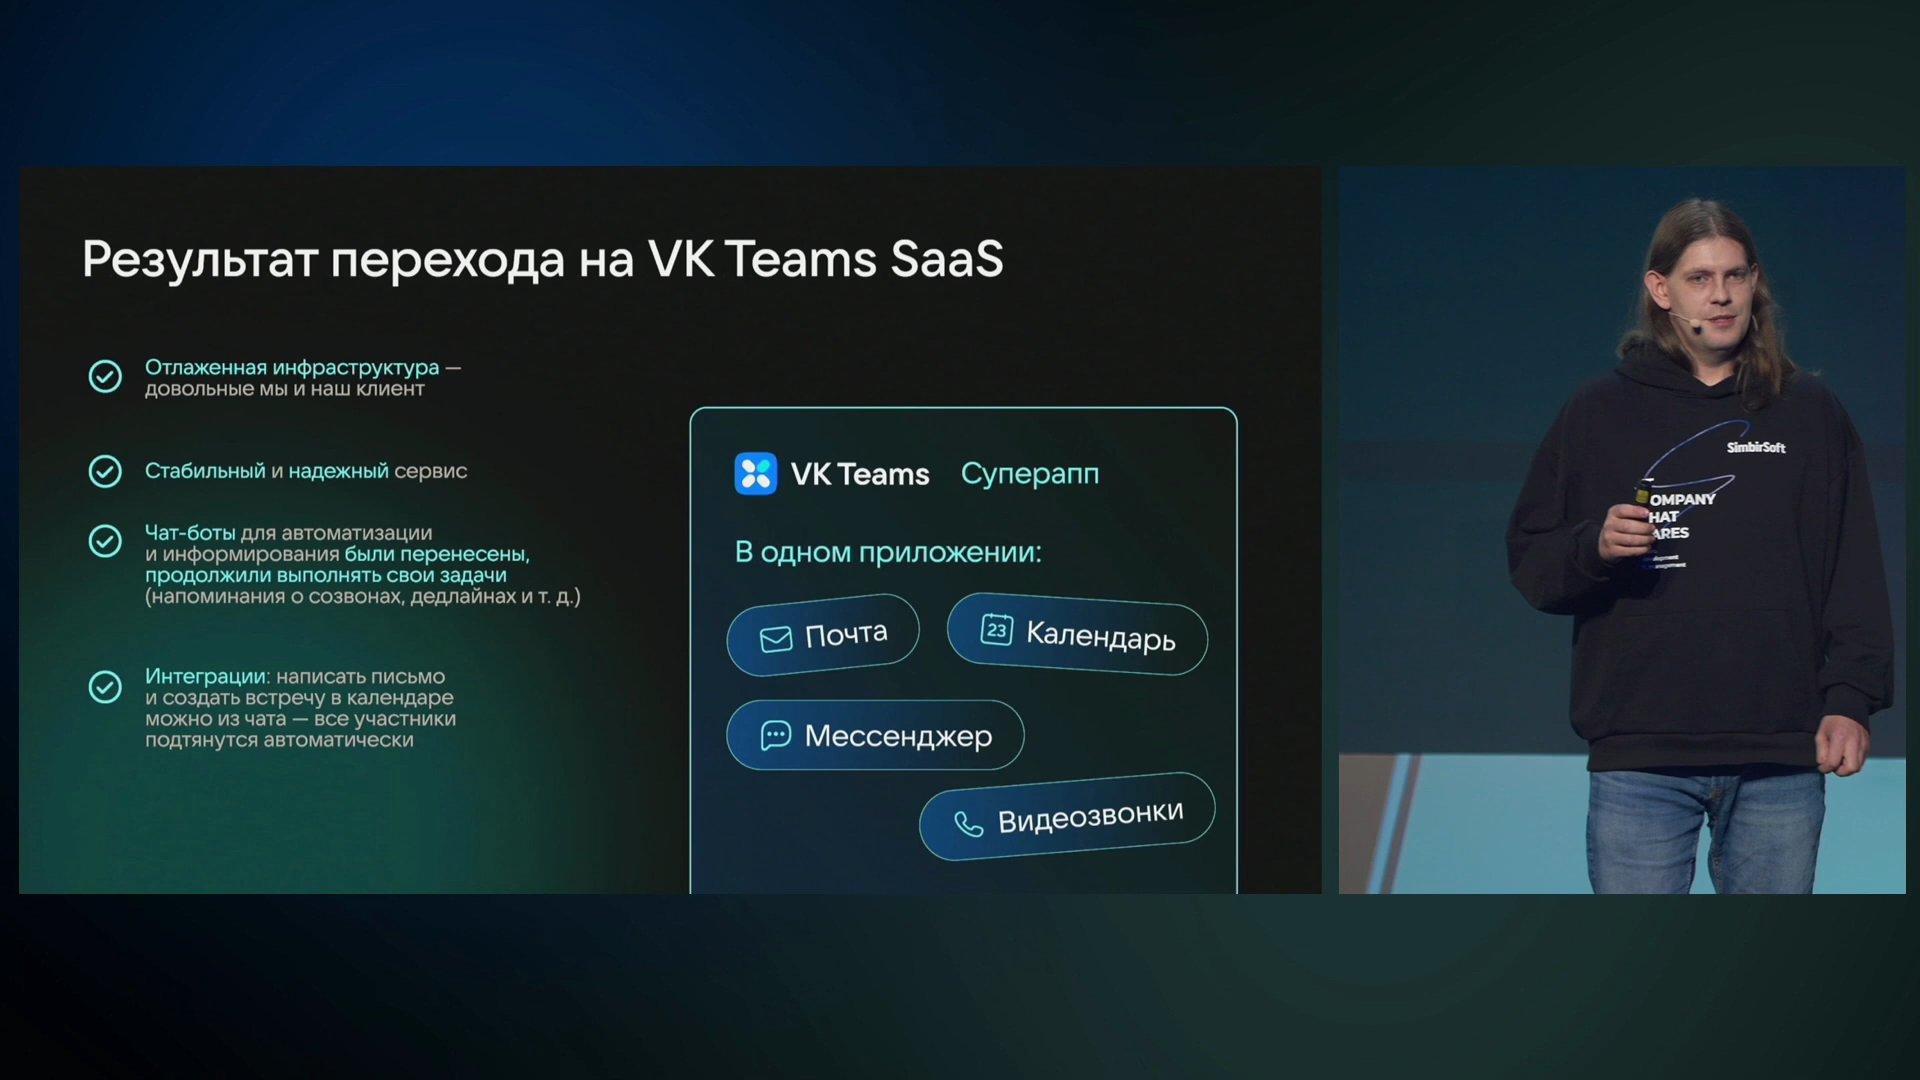 Результат перехода на VK Teams SaaS
Отлаженная инфраструктура —
довольные мы и наш клиент
Стабильный и надежный сервис
Чат-боты для автоматизации
и информирования были перенесены,
продолжили выполнять свои задачи
(напоминания о созвонах, дедлайнах и т. д.)
Интеграции: написать письмо
и создать встречу в календаре
можно из чата — все участники
подтянутся автоматически
VK Teams Суперапп
В одном приложении:
Почта
23 Календарь
Мессенджер
Видеозвонки
SimbirSoft
OMPANY
HAT
ARES